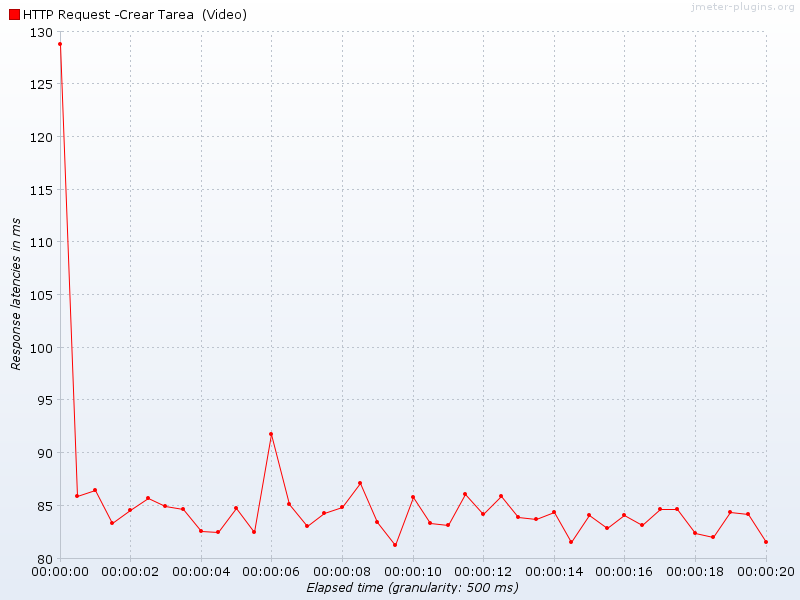 jmeter-plugins.org
HTTP Request -Crear Tarea  (Video)
130
125
120
115
110
105
100
95
90
85
80
Response latencies in ms
00:00:00 00:00:02 00:00:04 00:00:06 00:00:08 00:00:10 00:00:12 00:00:14 00:00:16 00:00:18 00:00:20
Elapsed time (granularity: 500 ms)